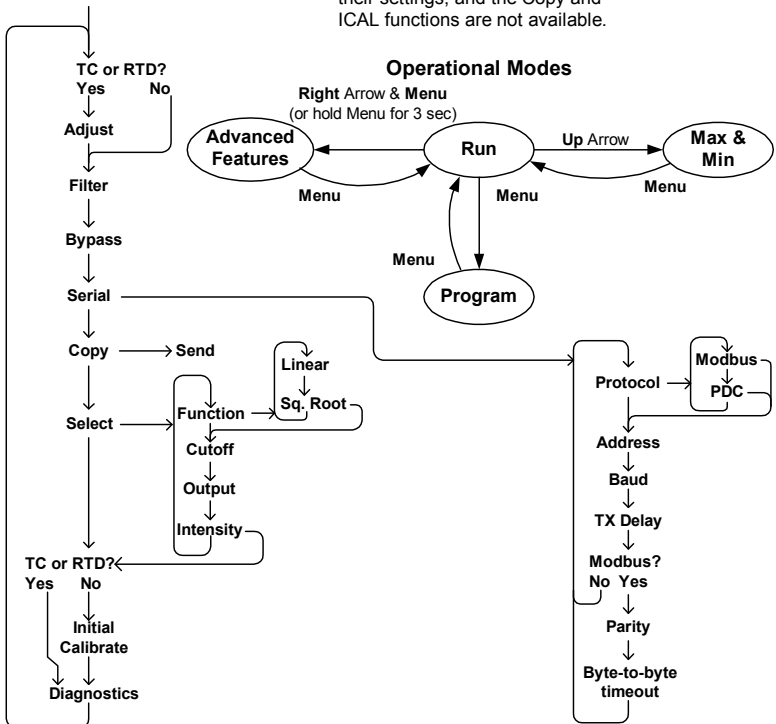 their settings, and the Copy and
ICAL functions are not available.
Operational Modes
Right Arrow & Menu
(or hold Menu for 3 sec)
Advanced
Features
Run
Up Arrow
Max &
Min
Menu
Menu
Menu
Menu
Program
TC or RTD?
Yes No
Adjust
Filter
Bypass
Serial
Copy
Send
Select
Function
Linear
Sq. Root
Cutoff
Output
Intensity
TC or RTD?
Yes No
Initial
Calibrate
Diagnostics
Protocol
Modbus
PDC
Address
Baud
TX Delay
Modbus?
No Yes
Parity
Byte-to-byte
timeout